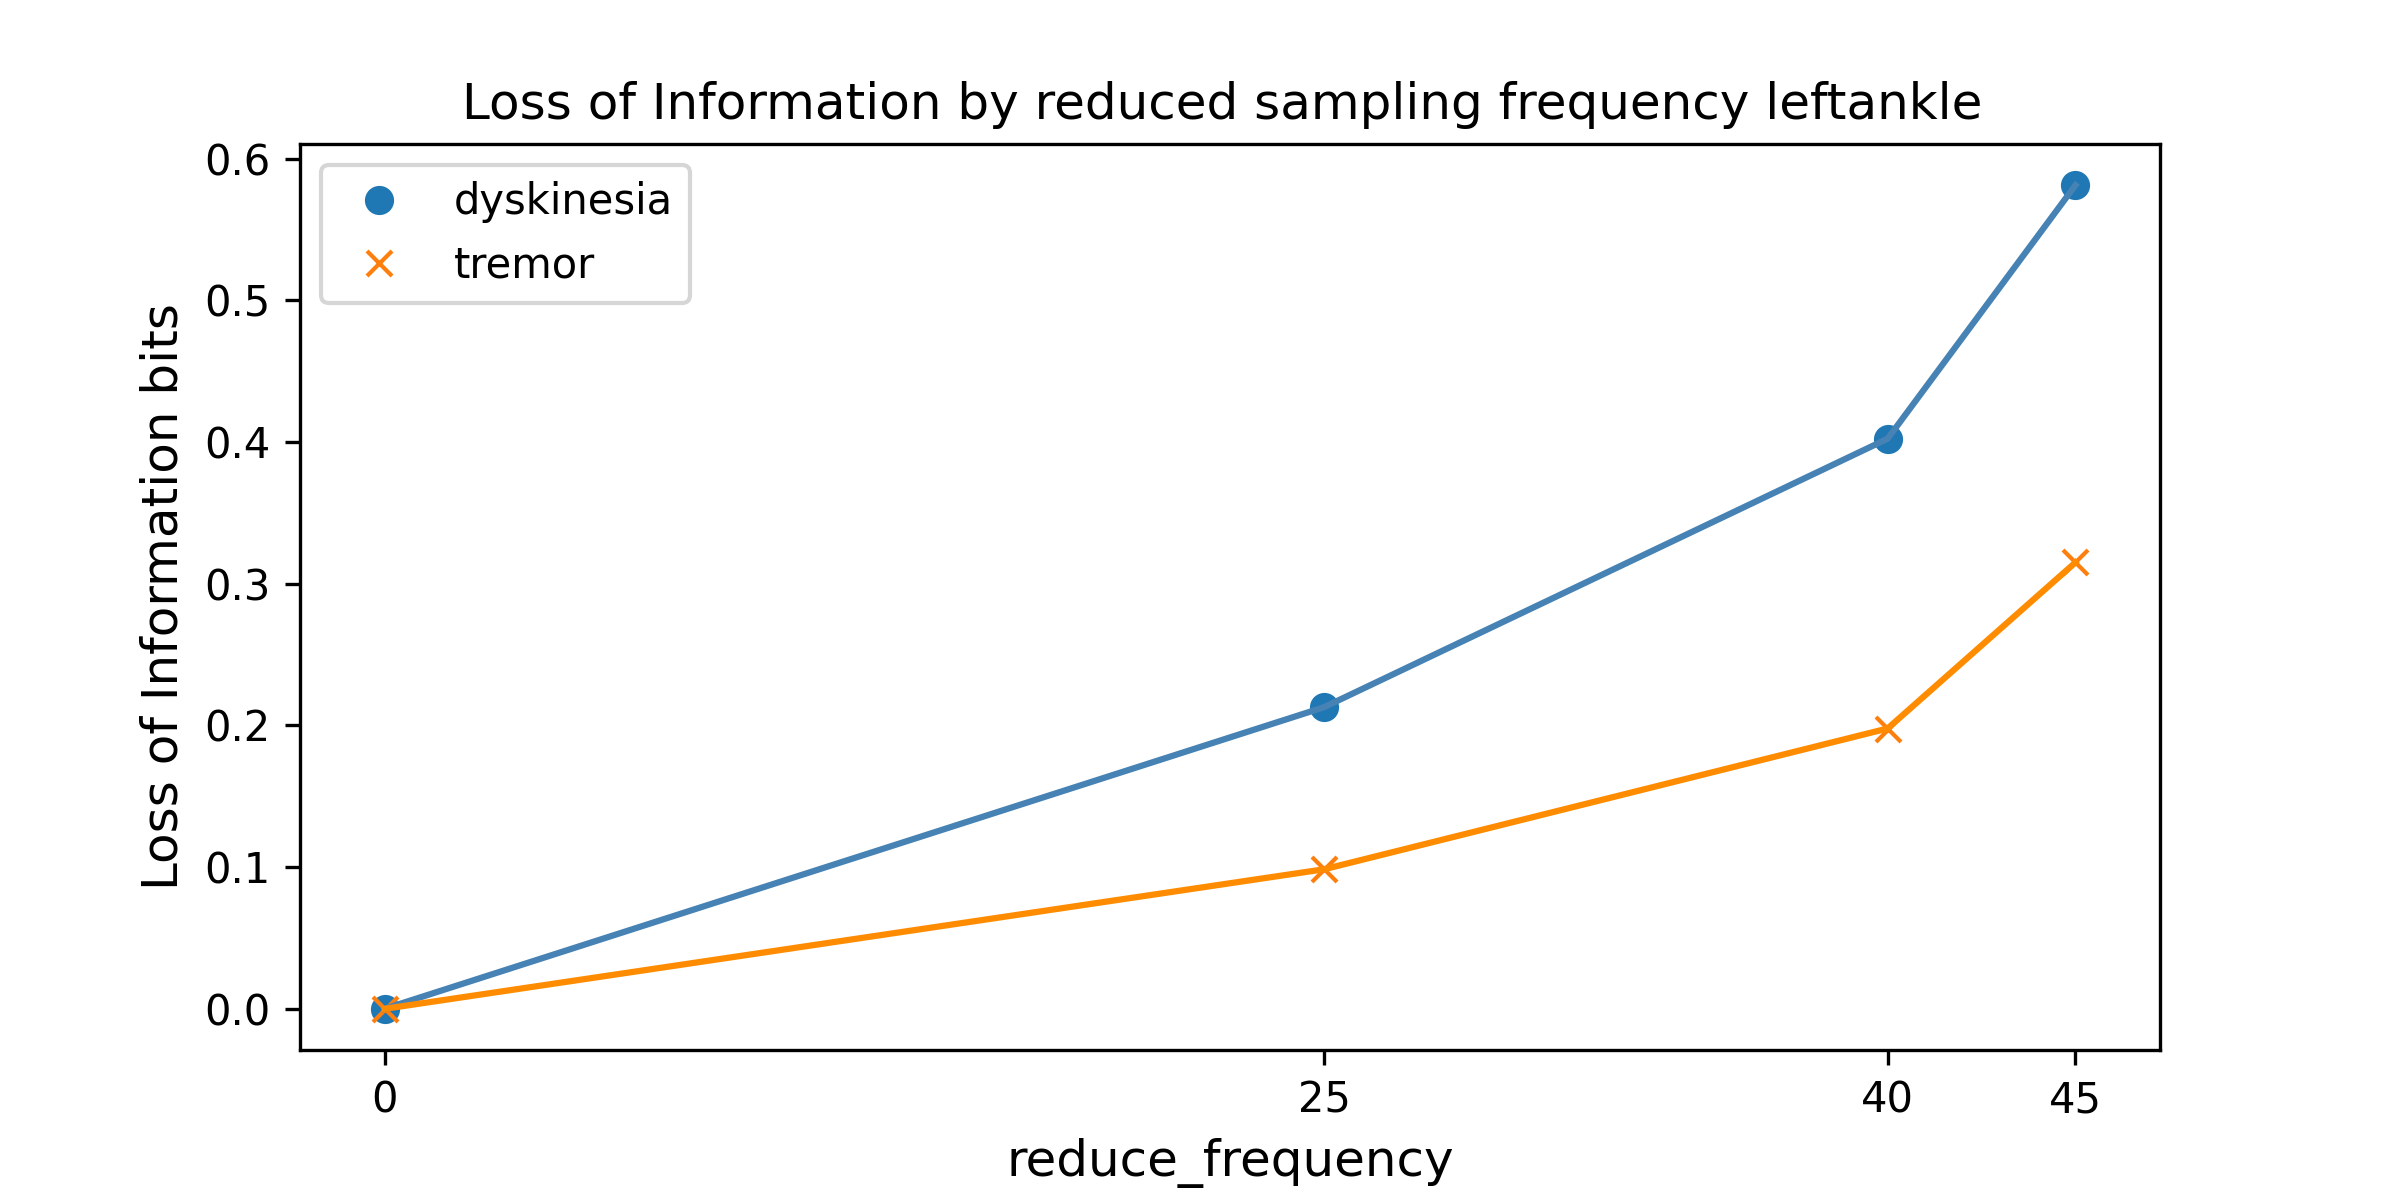 Loss of Information by reduced sampling frequency leftankle
dyskinesia
tremor
Loss of Information bits
0.6
0.5
0.4
0.3
0.2
0.1
0.0
0
25
40
45
reduce_frequency